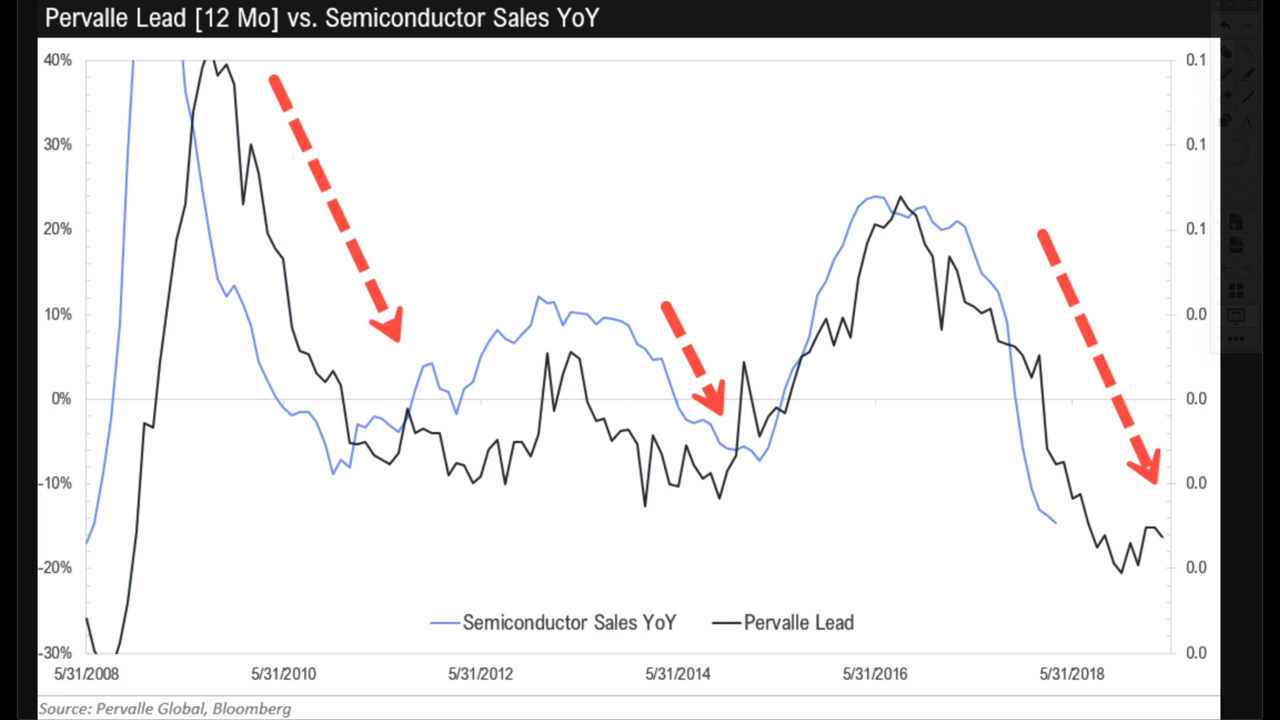 Pervalle Lead [12 Mo] vs. Semiconductor Sales YoY
40% 0.1
30% 0.1
20% 0.1
10% 0.0
0% 0.0
-10% 0.0
-20% 0.0
-30% 0.0
Semiconductor Sales YoY Pervalle Lead
5/31/2008 5/31/2010 5/31/2012 5/31/2014 5/31/2016 5/31/2018
Source: Pervalle Global, Bloomberg